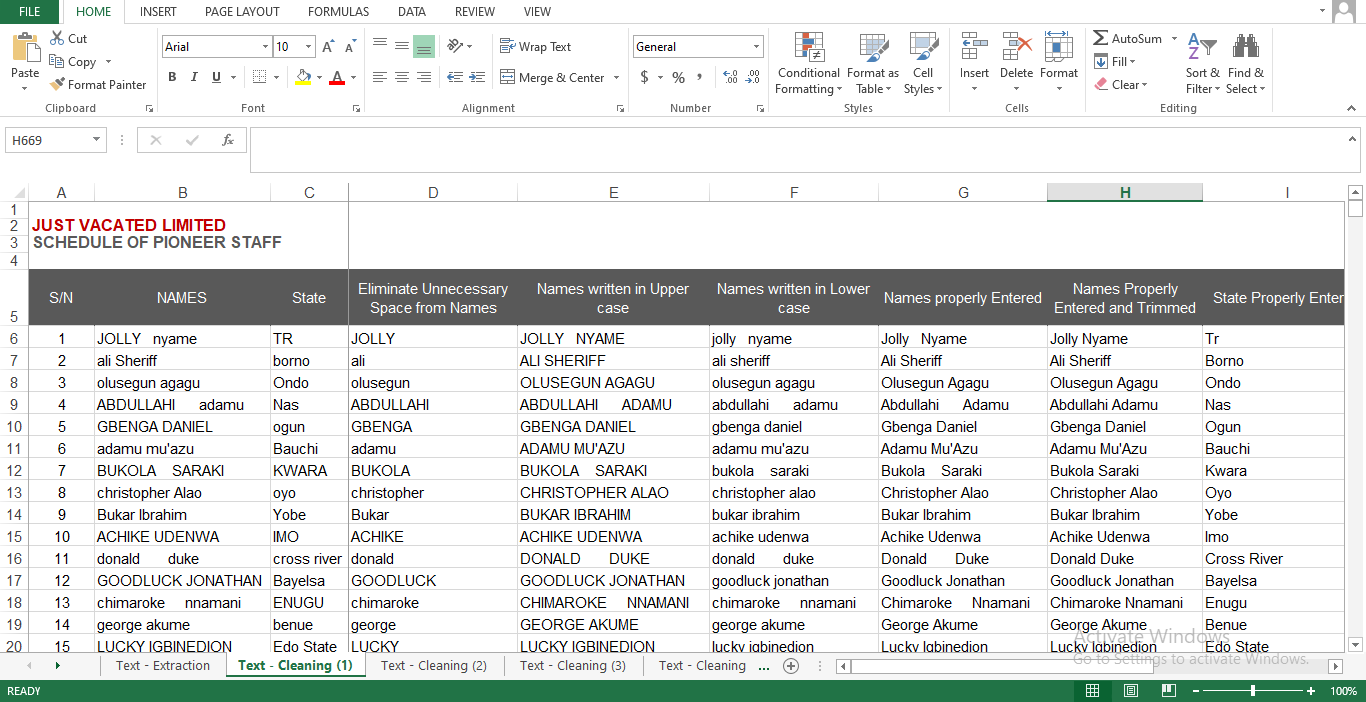 FILE HOME INSERT PAGE LAYOUT FORMULAS DATA REVIEW VIEW
Cut
Copy
Format Painter
Paste
Clipboard
Arial 10
B I U
Font
Wrap Text
Merge & Center
Alignment
General
$ %
Number
Conditional Formatting
Format as Table
Cell Styles
Styles
Insert Delete Format
Cells
AutoSum
Fill
Clear
Sort & Filter
Find & Select
Editing
H669 fx
A B C D E F G H I
1
2 JUST VACATED LIMITED
3 SCHEDULE OF PIONEER STAFF
4
5 S/N NAMES State Eliminate Unnecessary Space from Names Names written in Upper case Names written in Lower case Names properly Entered Names Properly Entered and Trimmed State Properly Enter
6 1 JOLLY   nyame TR JOLLY JOLLY   NYAME jolly   nyame Jolly   Nyame Jolly Nyame Tr
7 2 ali Sheriff borno ali ALI SHERIFF ali sheriff Ali Sheriff Ali Sheriff Borno
8 3 olusegun agagu Ondo olusegun OLUSEGUN AGAGU olusegun agagu Olusegun Agagu Olusegun Agagu Ondo
9 4 ABDULLAHI      adamu Nas ABDULLAHI ABDULLAHI      ADAMU abdullahi      adamu Abdullahi      Adamu Abdullahi Adamu Nas
10 5 GBENGA DANIEL ogun GBENGA GBENGA DANIEL gbenga daniel Gbenga Daniel Gbenga Daniel Ogun
11 6 adamu mu'azu Bauchi adamu ADAMU MU'AZU adamu mu'azu Adamu Mu'Azu Adamu Mu'Azu Bauchi
12 7 BUKOLA    SARAKI KWARA BUKOLA BUKOLA    SARAKI bukola    saraki Bukola    Saraki Bukola Saraki Kwara
13 8 christopher Alao oyo christopher CHRISTOPHER ALAO christopher alao Christopher Alao Christopher Alao Oyo
14 9 Bukar Ibrahim Yobe Bukar BUKAR IBRAHIM bukar ibrahim Bukar Ibrahim Bukar Ibrahim Yobe
15 10 ACHIKE UDENWA IMO ACHIKE ACHIKE UDENWA achike udenwa Achike Udenwa Achike Udenwa Imo
16 11 donald       duke cross river donald DONALD       DUKE donald       duke Donald       Duke Donald Duke Cross River
17 12 GOODLUCK JONATHAN Bayelsa GOODLUCK GOODLUCK JONATHAN goodluck jonathan Goodluck Jonathan Goodluck Jonathan Bayelsa
18 13 chimaroke     nnamani ENUGU chimaroke CHIMAROKE     NNAMANI chimaroke     nnamani Chimaroke     Nnamani Chimaroke Nnamani Enugu
19 14 george akume benue george GEORGE AKUME george akume George Akume George Akume Benue
20 15 LUCKY IGBINEDION Edo State LUCKY LUCKY IGBINEDION lucky igbinedion Lucky Igbinedion Lucky Igbinedion Edo State
Activate Windows
Go to Settings to activate Windows.
Text - Extraction Text - Cleaning (1) Text - Cleaning (2) Text - Cleaning (3) Text - Cleaning ...
READY 100%